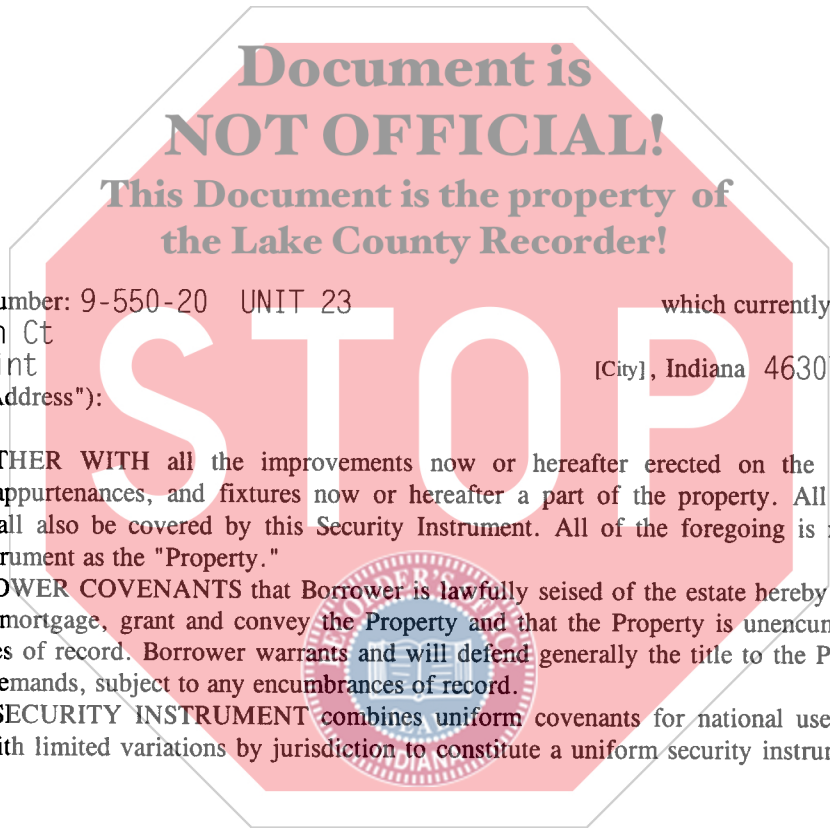 Document is
NOT OFFICIAL!
This Document is the property of
the Lake County Recorder!
umber: 9-550-20 UNIT 23 which currently
n Ct
int [City], Indiana 4630
Address"):
STOP
THER WITH all the improvements now or hereafter erected on the
appurtenances, and fixtures now or hereafter a part of the property. All
all also be covered by this Security Instrument. All of the foregoing is
rument as the "Property."
OWER COVENANTS that Borrower is lawfully seised of the estate hereby
mortgage, grant and convey the Property and that the Property is unencum
es of record. Borrower warrants and will defend generally the title to the P
emands, subject to any encumbrances of record.
SECURITY INSTRUMENT combines uniform covenants for national use
ith limited variations by jurisdiction to constitute a uniform security instrum
RECORDER'S OFFICE
INDIANA